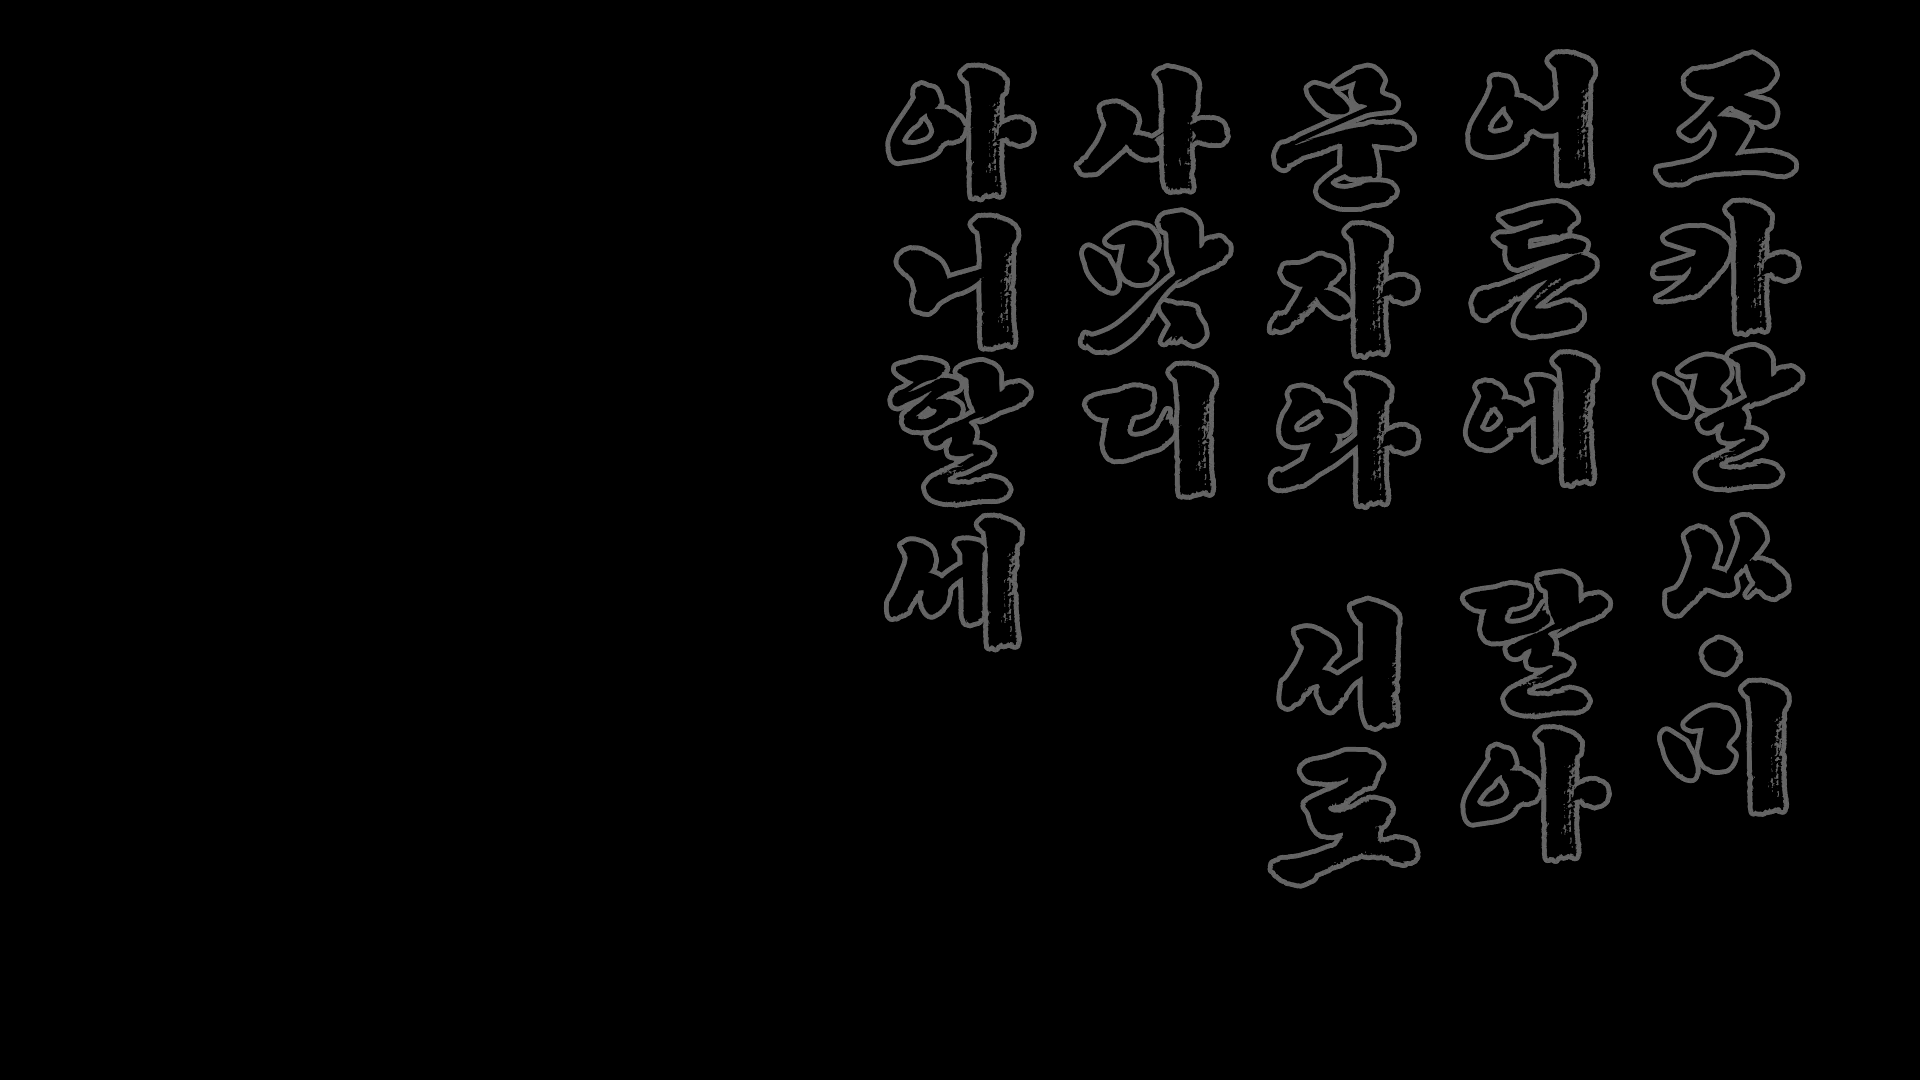 조카말ᄊᆞ미
어른에 달아
문자와 서로
사맛디
아니할세